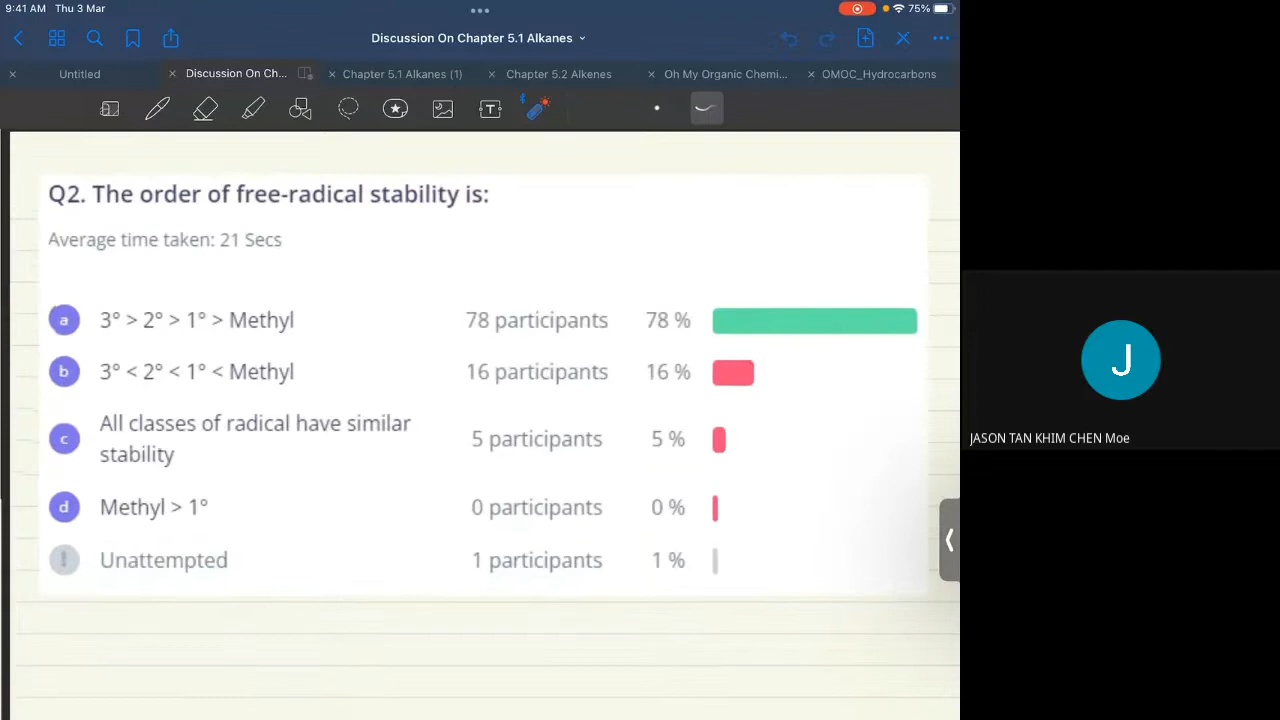 9:41 AM Thu 3 Mar
75%
Discussion On Chapter 5.1 Alkanes
Untitled
Discussion On Ch...
Chapter 5.1 Alkanes (1)
Chapter 5.2 Alkenes
Oh My Organic Chemi...
OMOC_Hydrocarbons
T
Q2. The order of free-radical stability is:
Average time taken: 21 Secs
a 3° > 2° > 1° > Methyl 78 participants 78 %
b 3° < 2° < 1° < Methyl 16 participants 16 %
c All classes of radical have similar
stability 5 participants 5 %
d Methyl > 1° 0 participants 0 %
! Unattempted 1 participants 1 %
J
JASON TAN KHIM CHEN Moe